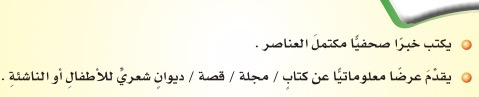 يكتب خبرًا صحفيًّا مكتملَ العناصر .
يقدّمَ عرضًا معلوماتيًّا عن كتابٍ / مجلة / قصة / ديوانٍ شعريٍّ للأطفالِ أو الناشئةِ .